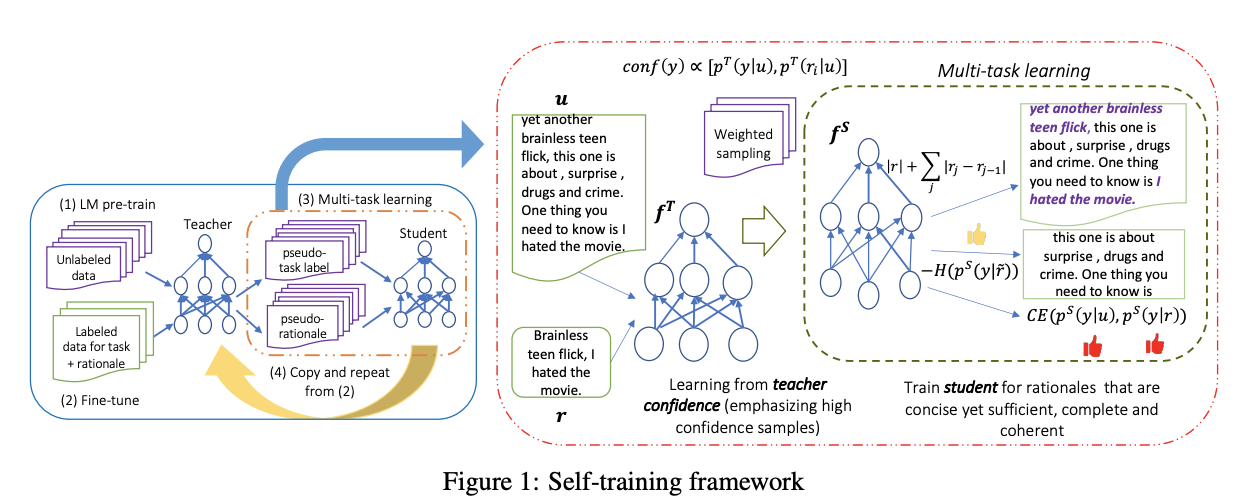 (1) LM pre-train
Unlabeled
data
Labeled
data for task
+ rationale
(2) Fine-tune
Teacher
(3) Multi-task learning
pseudo-
task label
pseudo-
rationale
Student
(4) Copy and repeat
from (2)
conf(y) ∝ [p^T(y|u), p^T(r_i|u)]
u
yet another
brainless teen
flick, this one is
about , surprise ,
drugs and crime.
One thing you
need to know is I
hated the movie.
Brainless
teen flick, I
hated the
movie.
r
f^T
Weighted
sampling
Learning from teacher
confidence (emphasizing high
confidence samples)
Multi-task learning
f^S
|r| + ∑_j |r_j − r_{j−1}|
yet another brainless
teen flick, this one is
about , surprise , drugs
and crime. One thing
you need to know is I
hated the movie.
−H(p^S(y|r̃))
this one is about
surprise , drugs and
crime. One thing you
need to know is
CE(p^S(y|u), p^S(y|r))
Train student for rationales that are
concise yet sufficient, complete and
coherent
Figure 1: Self-training framework